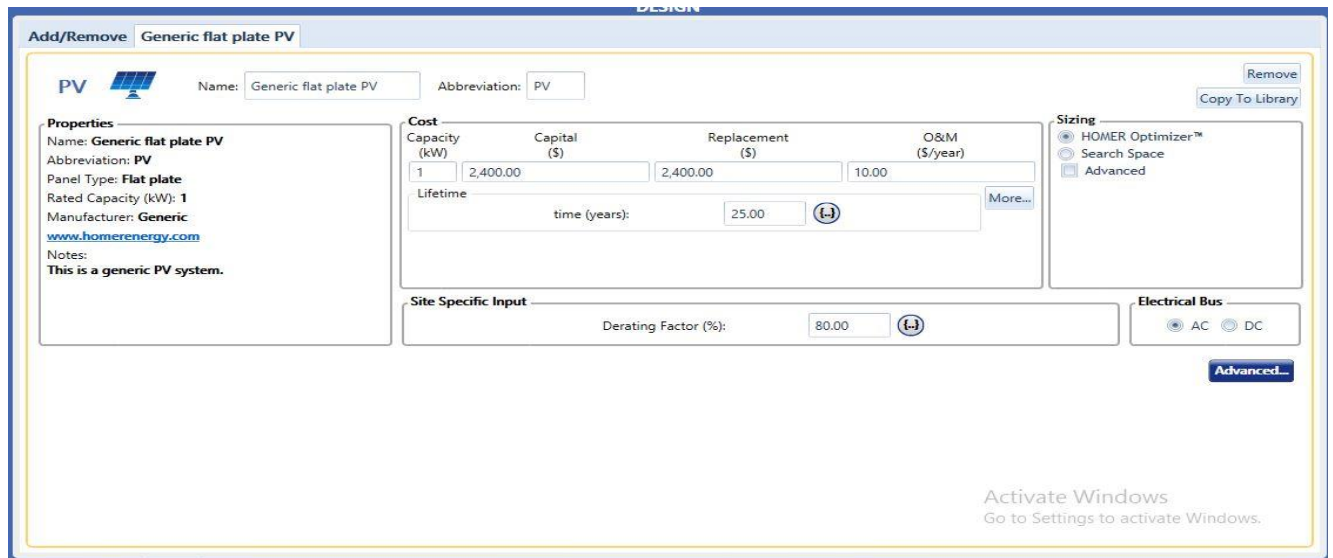 DESIGN
Add/Remove Generic flat plate PV
PV Name: Generic flat plate PV Abbreviation: PV
Remove
Copy To Library
Properties
Name: Generic flat plate PV
Abbreviation: PV
Panel Type: Flat plate
Rated Capacity (kW): 1
Manufacturer: Generic
www.homerenergy.com
Notes:
This is a generic PV system.
Cost
Capacity Capital Replacement O&M
(kW) ($) ($) ($/year)
1 2,400.00 2,400.00 10.00
Lifetime
time (years): 25.00 {..}
More...
Sizing
HOMER Optimizer™
Search Space
Advanced
Site Specific Input
Derating Factor (%): 80.00 {..}
Electrical Bus
AC DC
Advanced...
Activate Windows
Go to Settings to activate Windows.